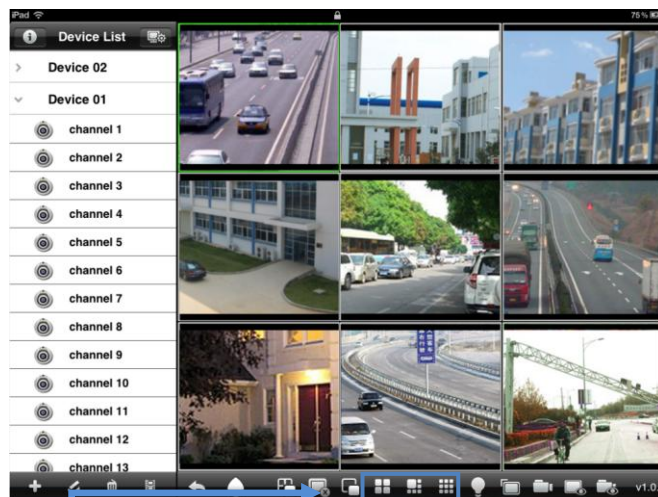 iPad
75%
Device List
Device 02
Device 01
channel 1
channel 2
channel 3
channel 4
channel 5
channel 6
channel 7
channel 8
channel 9
channel 10
channel 11
channel 12
channel 13
v1.0